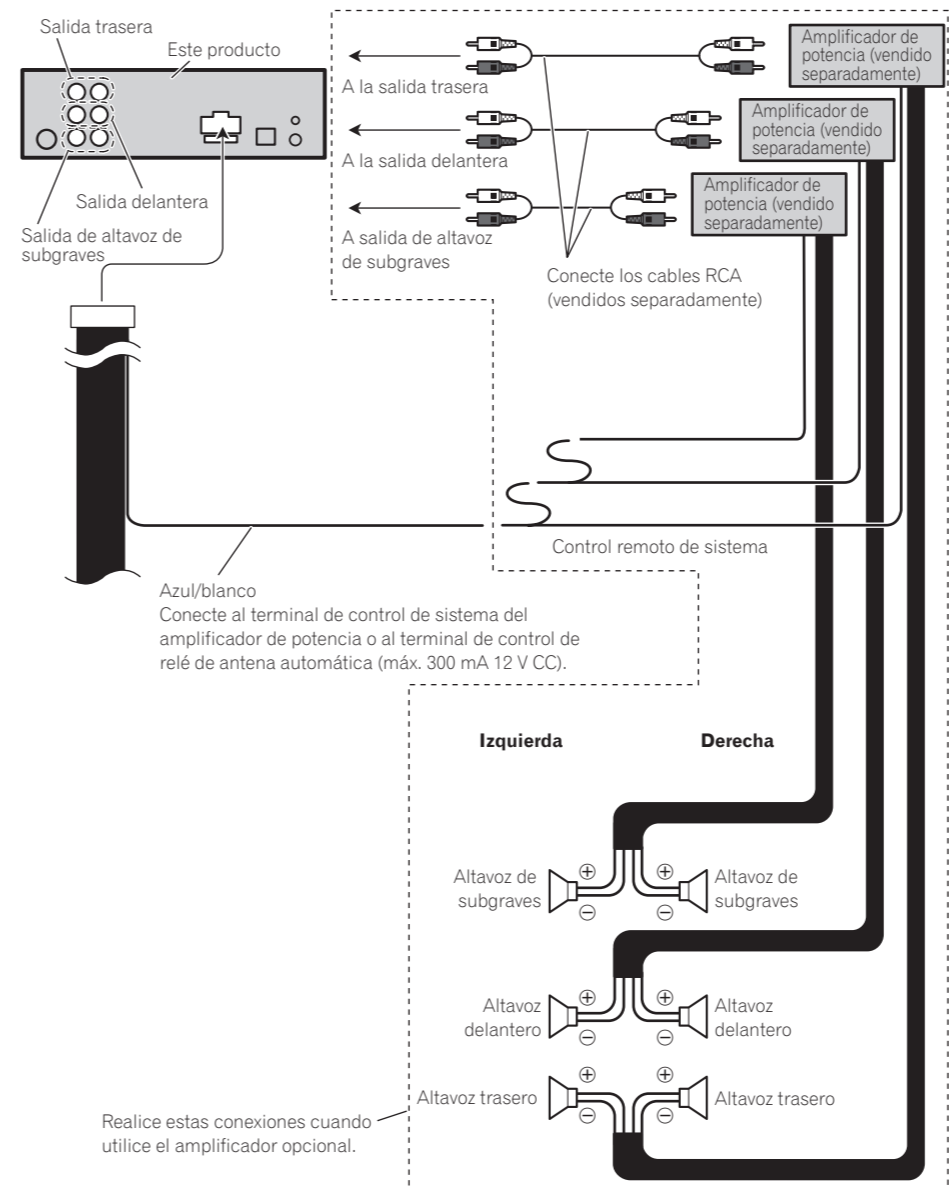 Salida trasera
Este producto
Salida delantera
Salida de altavoz de
subgraves
A la salida trasera
A la salida delantera
A salida de altavoz
de subgraves
Amplificador de
potencia (vendido
separadamente)
Amplificador de
potencia (vendido
separadamente)
Amplificador de
potencia (vendido
separadamente)
Conecte los cables RCA
(vendidos separadamente)
Control remoto de sistema
Azul/blanco
Conecte al terminal de control de sistema del
amplificador de potencia o al terminal de control de
relé de antena automática (máx. 300 mA 12 V CC).
Izquierda
Derecha
Altavoz de
subgraves
+
−
+
−
Altavoz de
subgraves
Altavoz
delantero
+
−
+
−
Altavoz
delantero
Altavoz trasero
+
−
+
−
Altavoz trasero
Realice estas conexiones cuando
utilice el amplificador opcional.